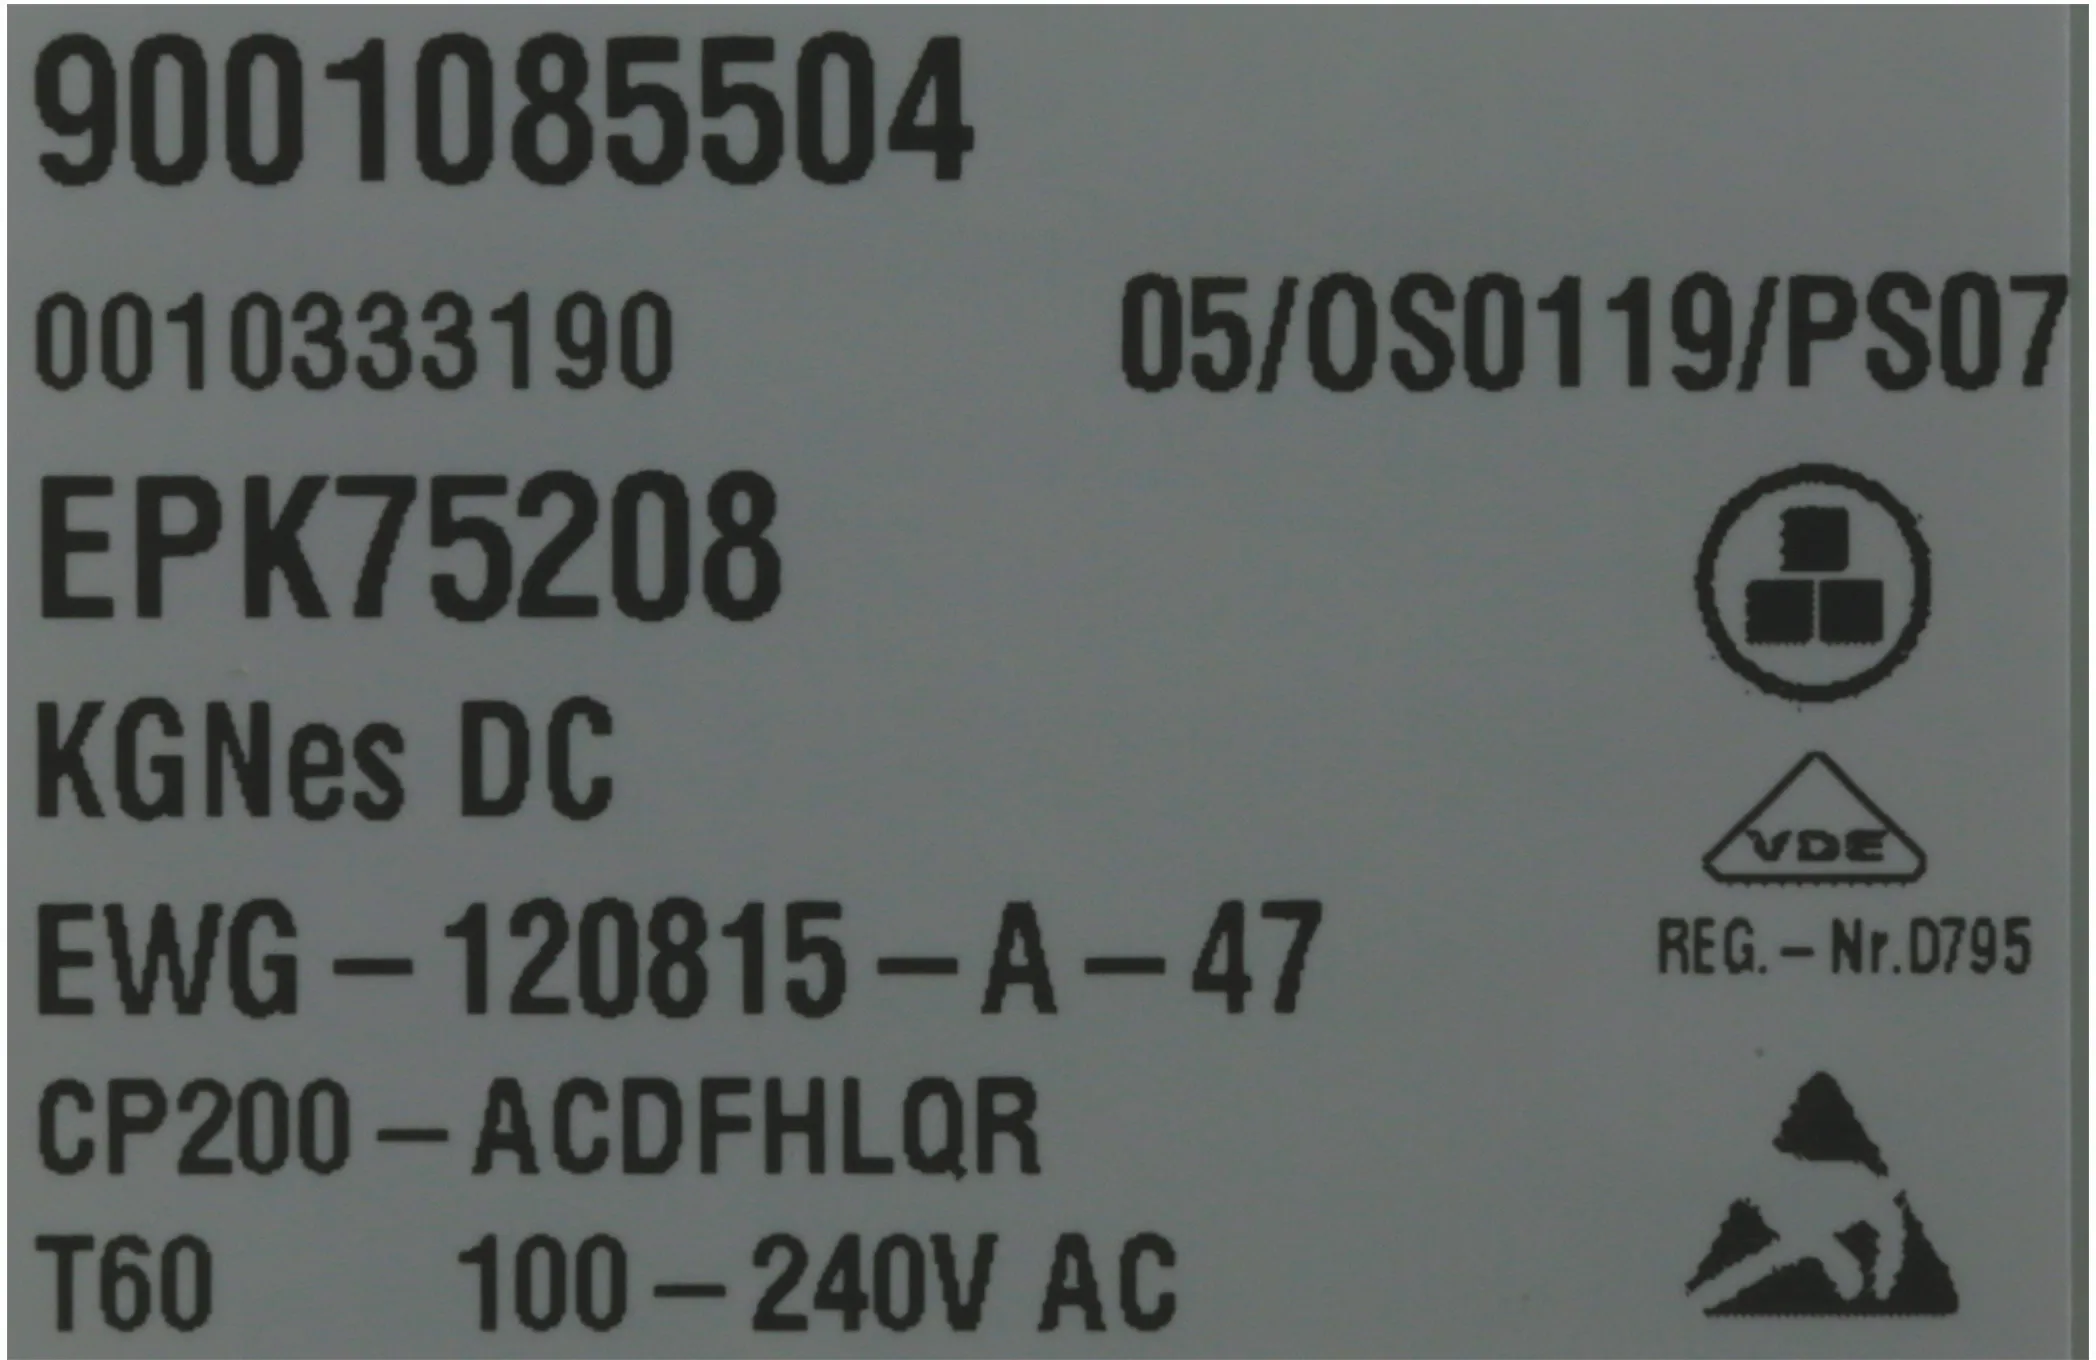 9001085504
0010333190 05/OS0119/PS07
EPK75208
KGNes DC
VDE
EWG-120815-A-47
REG.-Nr.D795
CP200-ACDFHLQR
T60 100-240V AC